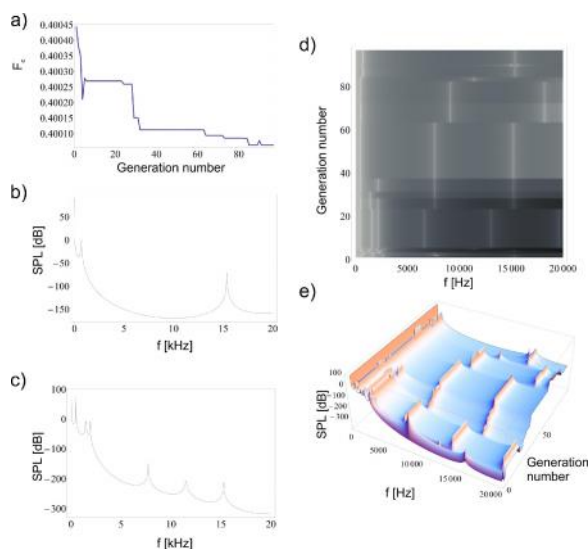 a)
0.40045
0.40040
0.40035
0.40030
0.40025
0.40020
0.40015
0.40010
F_c
0 20 40 60 80
Generation number
b)
50
0
−50
−100
−150
SPL [dB]
0 5 10 15 20
f [kHz]
c)
100
0
−100
−200
−300
SPL [dB]
0 5 10 15 20
f [kHz]
d)
80
60
40
20
0
Generation number
0 5000 10000 15000 20000
f [Hz]
e)
100
0
−100
−200
−300
SPL [dB]
0
5000
10000
15000
20000
f [Hz]
0
50
Generation
number